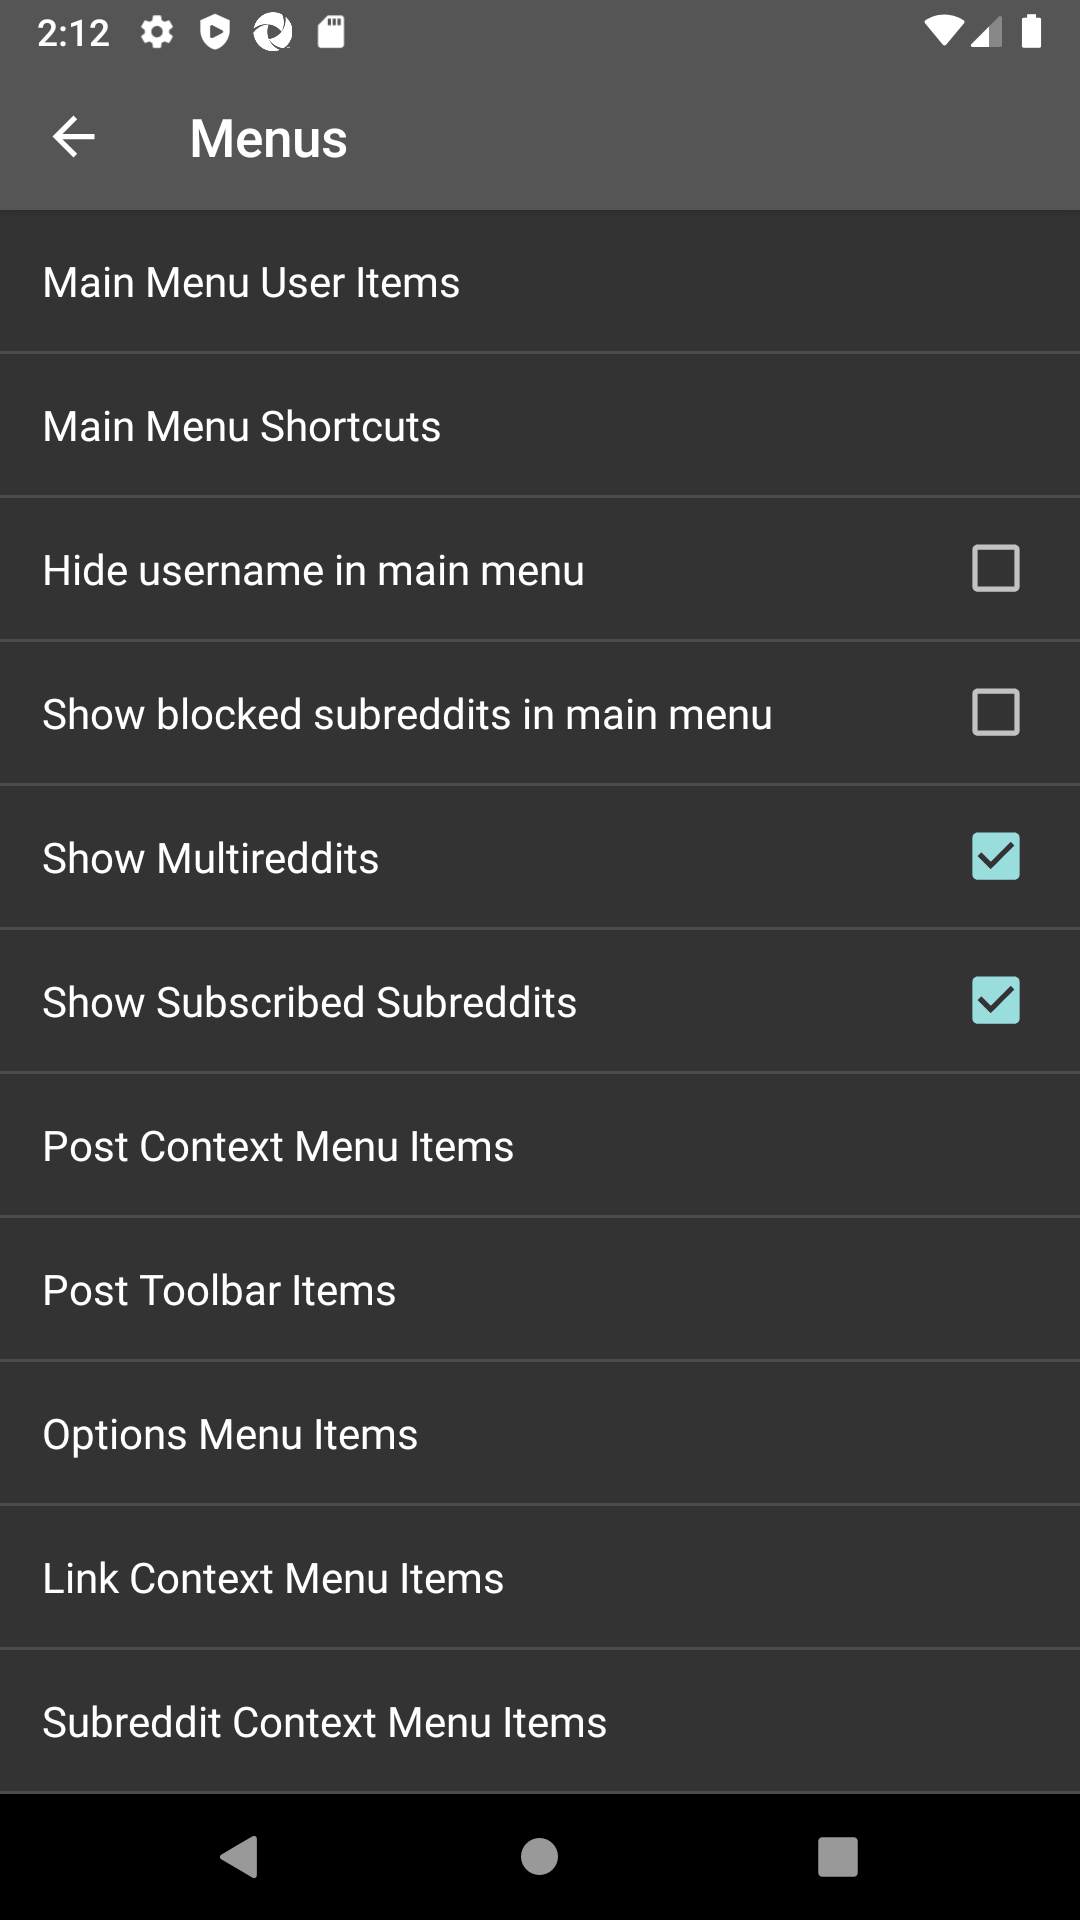 2:12
Menus
Main Menu User Items
Main Menu Shortcuts
Hide username in main menu
Show blocked subreddits in main menu
Show Multireddits
Show Subscribed Subreddits
Post Context Menu Items
Post Toolbar Items
Options Menu Items
Link Context Menu Items
Subreddit Context Menu Items